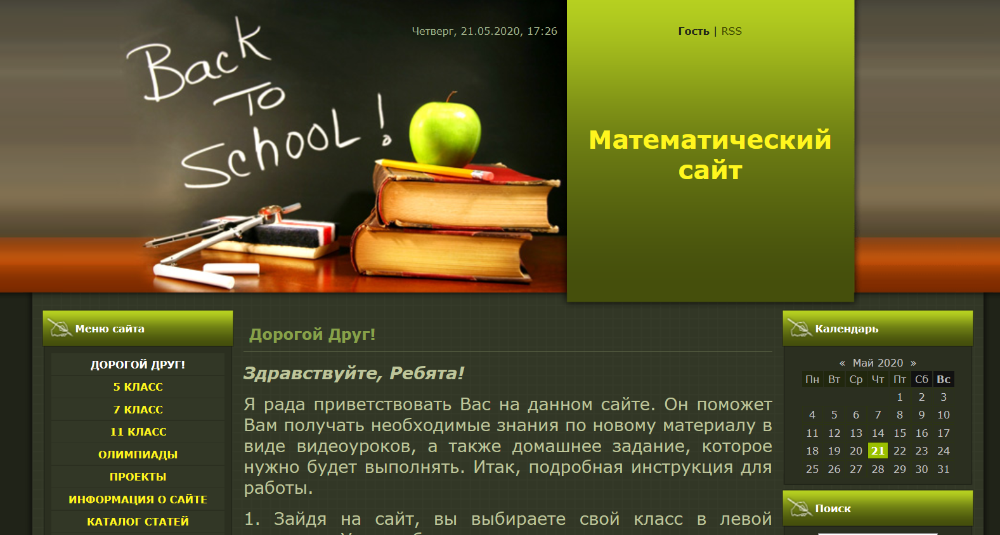 Back
To
School!
Четверг, 21.05.2020, 17:26
Гость | RSS
Математический
сайт
Меню сайта
ДОРОГОЙ ДРУГ!
5 КЛАСС
7 КЛАСС
11 КЛАСС
ОЛИМПИАДЫ
ПРОЕКТЫ
ИНФОРМАЦИЯ О САЙТЕ
КАТАЛОГ СТАТЕЙ
Дорогой Друг!
Здравствуйте, Ребята!
Я рада приветствовать Вас на данном сайте. Он поможет
Вам получать необходимые знания по новому материалу в
виде видеоуроков, а также домашнее задание, которое
нужно будет выполнять. Итак, подробная инструкция для
работы.
1. Зайдя на сайт, вы выбираете свой класс в левой
Календарь
« Май 2020 »
Пн Вт Ср Чт Пт Сб Вс
1 2 3
4 5 6 7 8 9 10
11 12 13 14 15 16 17
18 19 20 21 22 23 24
25 26 27 28 29 30 31
Поиск